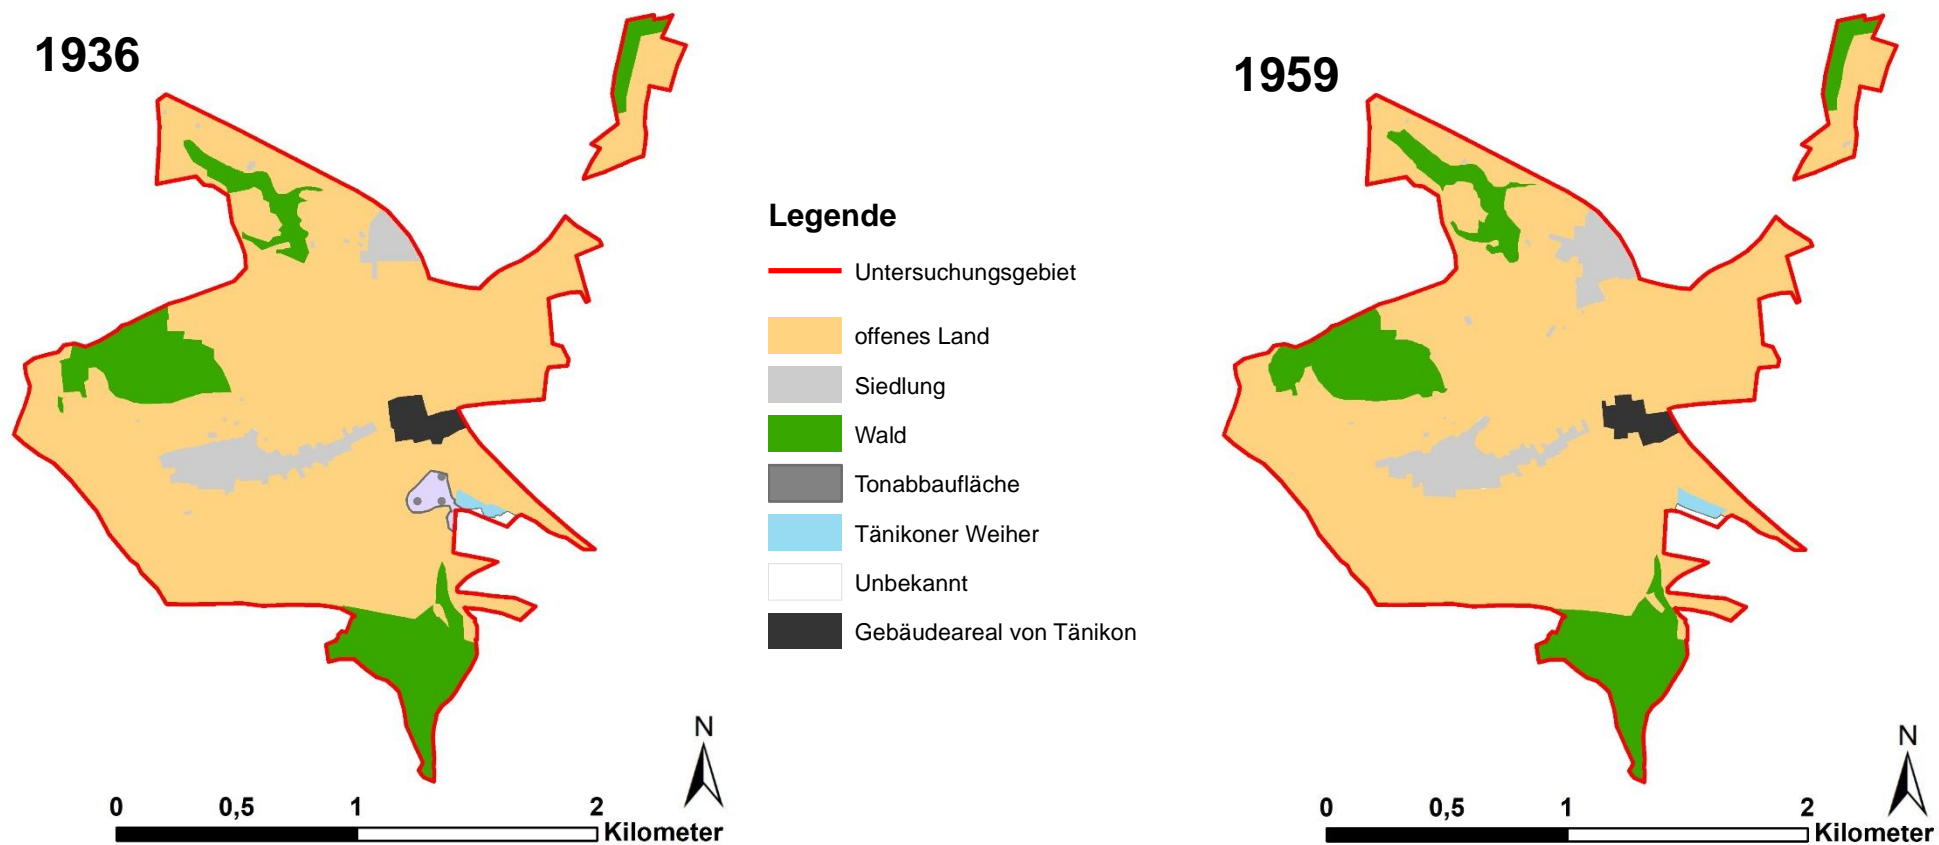 1936
1959
Legende
Untersuchungsgebiet
offenes Land
Siedlung
Wald
Tonabbaufläche
Tänikoner Weiher
Unbekannt
Gebäudeareal von Tänikon
N
0 0,5 1 2
Kilometer
N
0 0,5 1 2
Kilometer